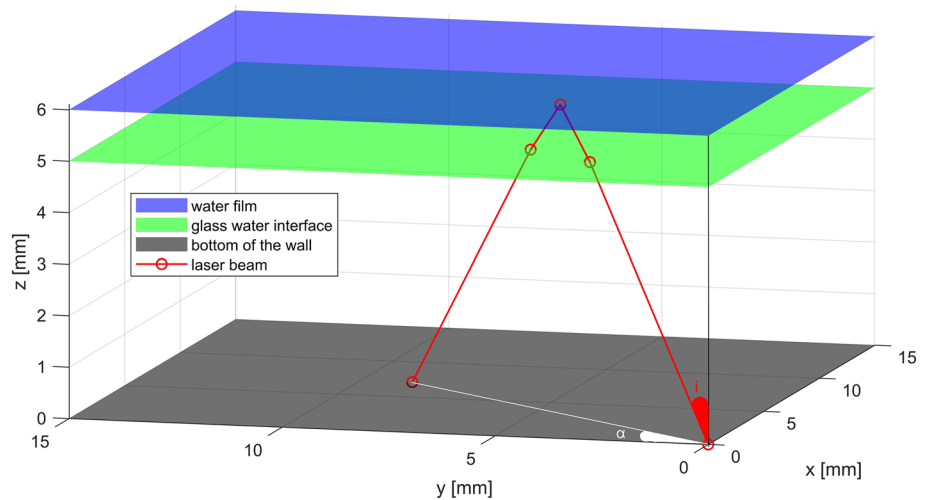 6
5
4
3
2
1
0
z [mm]
water film
glass water interface
bottom of the wall
laser beam
i
α
15
10
5
0
y [mm]
0
5
10
15
x [mm]